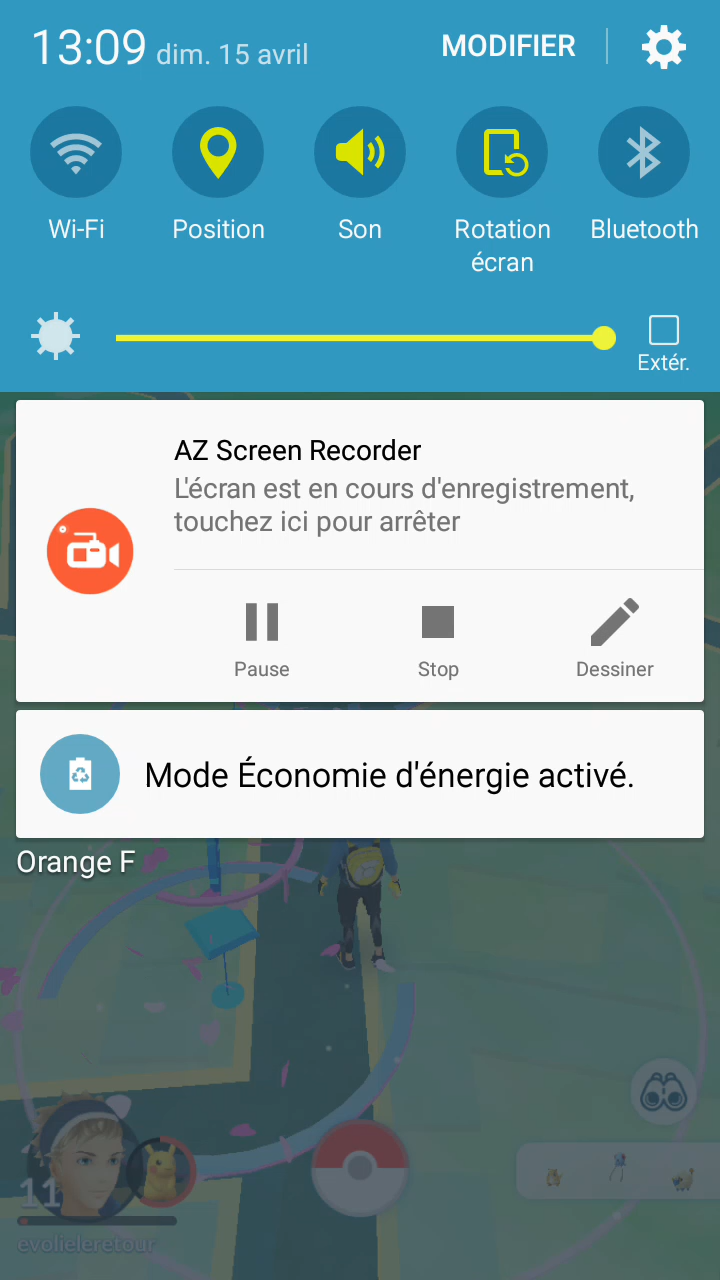 13:09 dim. 15 avril MODIFIER
Wi-Fi Position Son Rotation écran Bluetooth
Extér.
AZ Screen Recorder
L'écran est en cours d'enregistrement,
touchez ici pour arrêter
Pause Stop Dessiner
Mode Économie d'énergie activé.
Orange F
11
evolieleretour